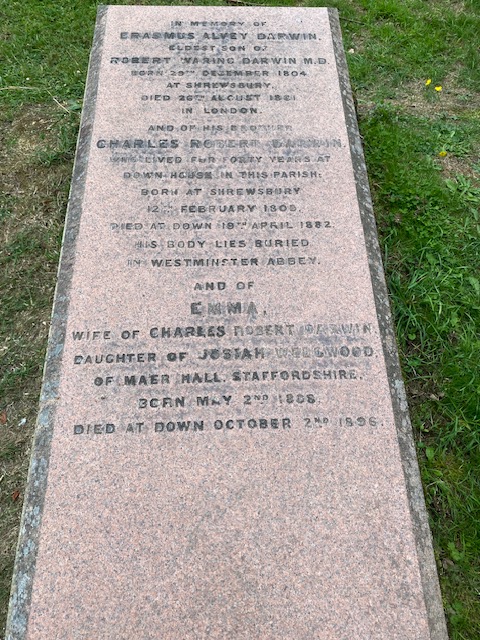 IN MEMORY OF
ERASMUS ALVEY DARWIN.
ELDEST SON OF
ROBERT WARING DARWIN M.D.
BORN 29TH DECEMBER 1804
AT SHREWSBURY.
DIED 26TH AUGUST 1881
IN LONDON.
AND OF HIS BROTHER
CHARLES ROBERT DARWIN.
WHO LIVED FOR FORTY YEARS AT
DOWN HOUSE IN THIS PARISH.
BORN AT SHREWSBURY
12TH FEBRUARY 1809.
DIED AT DOWN 19TH APRIL 1882.
HIS BODY LIES BURIED
IN WESTMINSTER ABBEY.
AND OF
EMMA,
WIFE OF CHARLES ROBERT DARWIN,
DAUGHTER OF JOSIAH WEDGWOOD,
OF MAER HALL, STAFFORDSHIRE,
BORN MAY 2ND 1808.
DIED AT DOWN OCTOBER 2ND 1896.